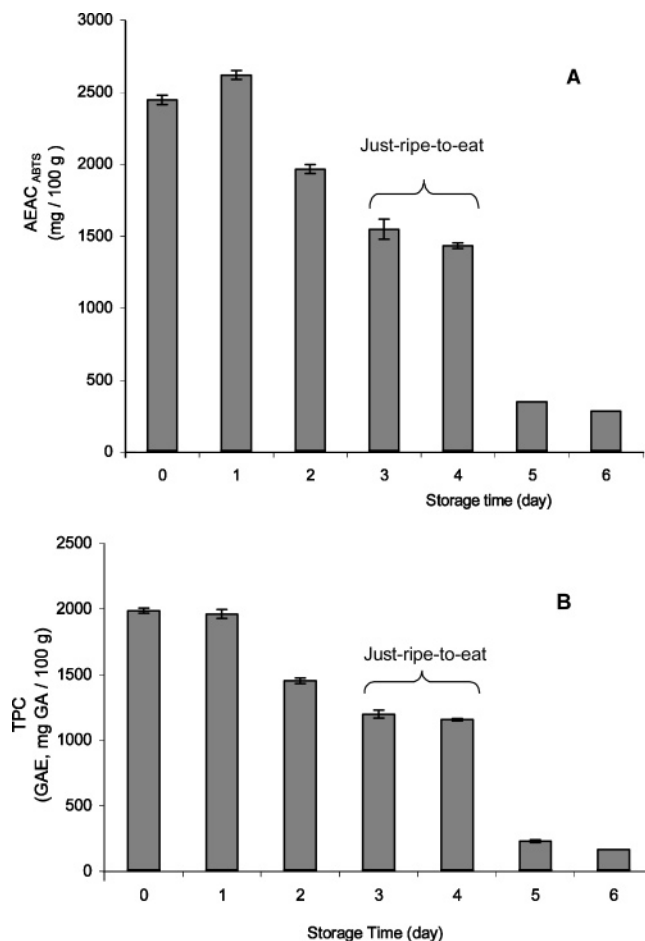 3000
A
2500
Just-ripe-to-eat
2000
AEAC ABTS
(mg / 100 g)
1500
1000
500
0
0 1 2 3 4 5 6
Storage time (day)
2500
B
2000
Just-ripe-to-eat
1500
TPC
(GAE, mg GA / 100 g)
1000
500
0
0 1 2 3 4 5 6
Storage Time (day)